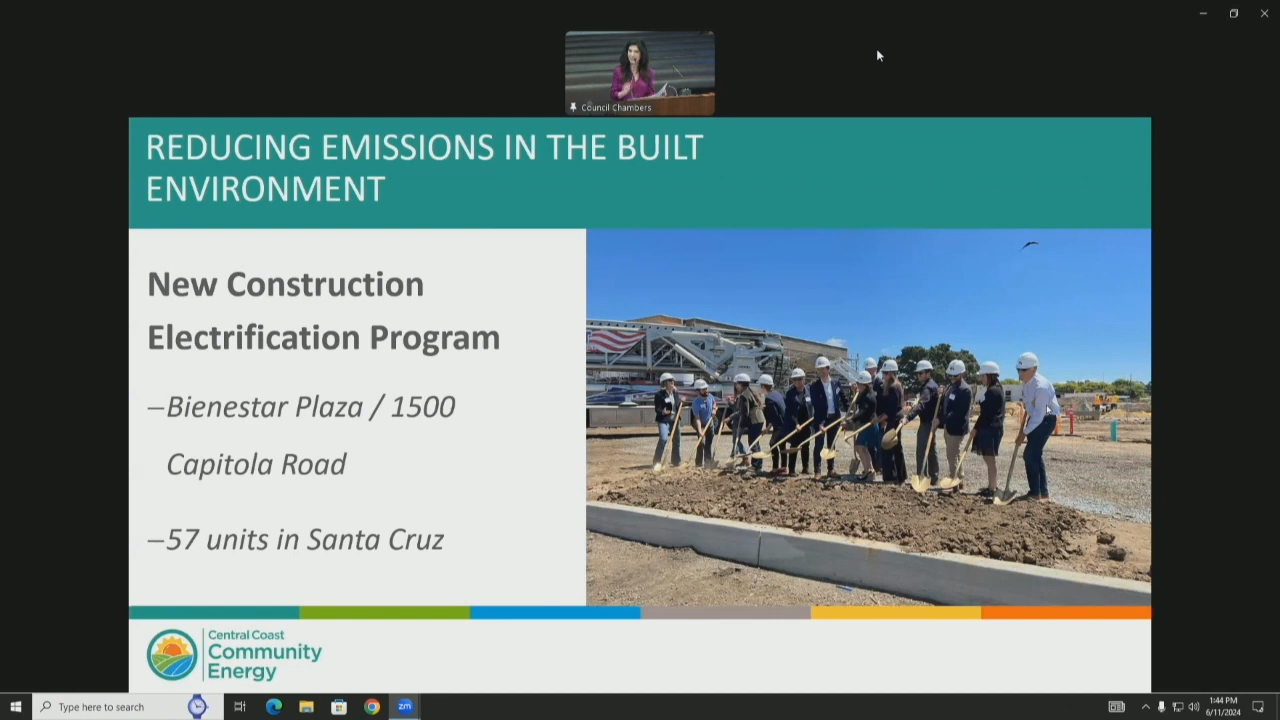 Council Chambers
REDUCING EMISSIONS IN THE BUILT
ENVIRONMENT
New Construction
Electrification Program
–Bienestar Plaza / 1500
Capitola Road
–57 units in Santa Cruz
Central Coast
Community
Energy
Type here to search
zm
1:44 PM
6/11/2024